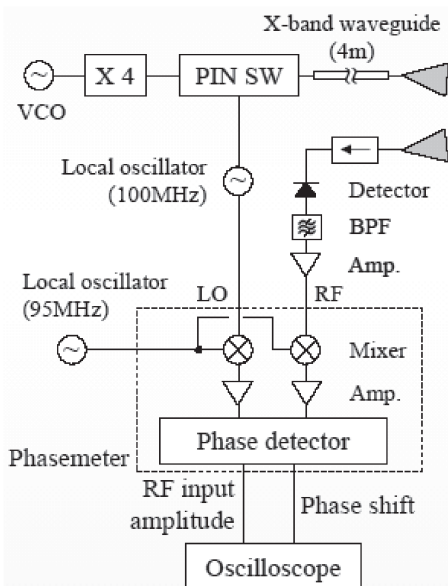 X-band waveguide
(4m)
X 4
PIN SW
VCO
Local oscillator
(100MHz)
Detector
BPF
Amp.
Local oscillator
(95MHz)
LO
RF
Mixer
Amp.
Phase detector
Phasemeter
RF input
amplitude
Phase shift
Oscilloscope